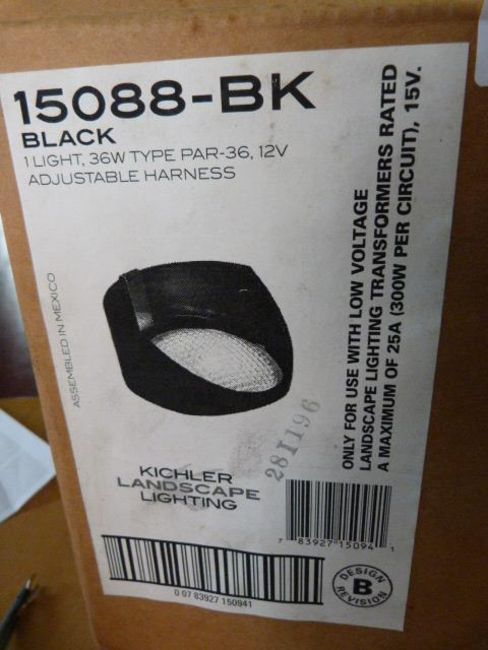 15088-BK
BLACK
1 LIGHT, 36W TYPE PAR-36, 12V
ADJUSTABLE HARNESS
ASSEMBLED IN MEXICO
ONLY FOR USE WITH LOW VOLTAGE
LANDSCAPE LIGHTING TRANSFORMERS RATED
A MAXIMUM OF 25A (300W PER CIRCUIT), 15V.
281196
KICHLER
LANDSCAPE
LIGHTING
7 83927 15094 1
0 07 83927 150941
DESIGN
B
REVISION